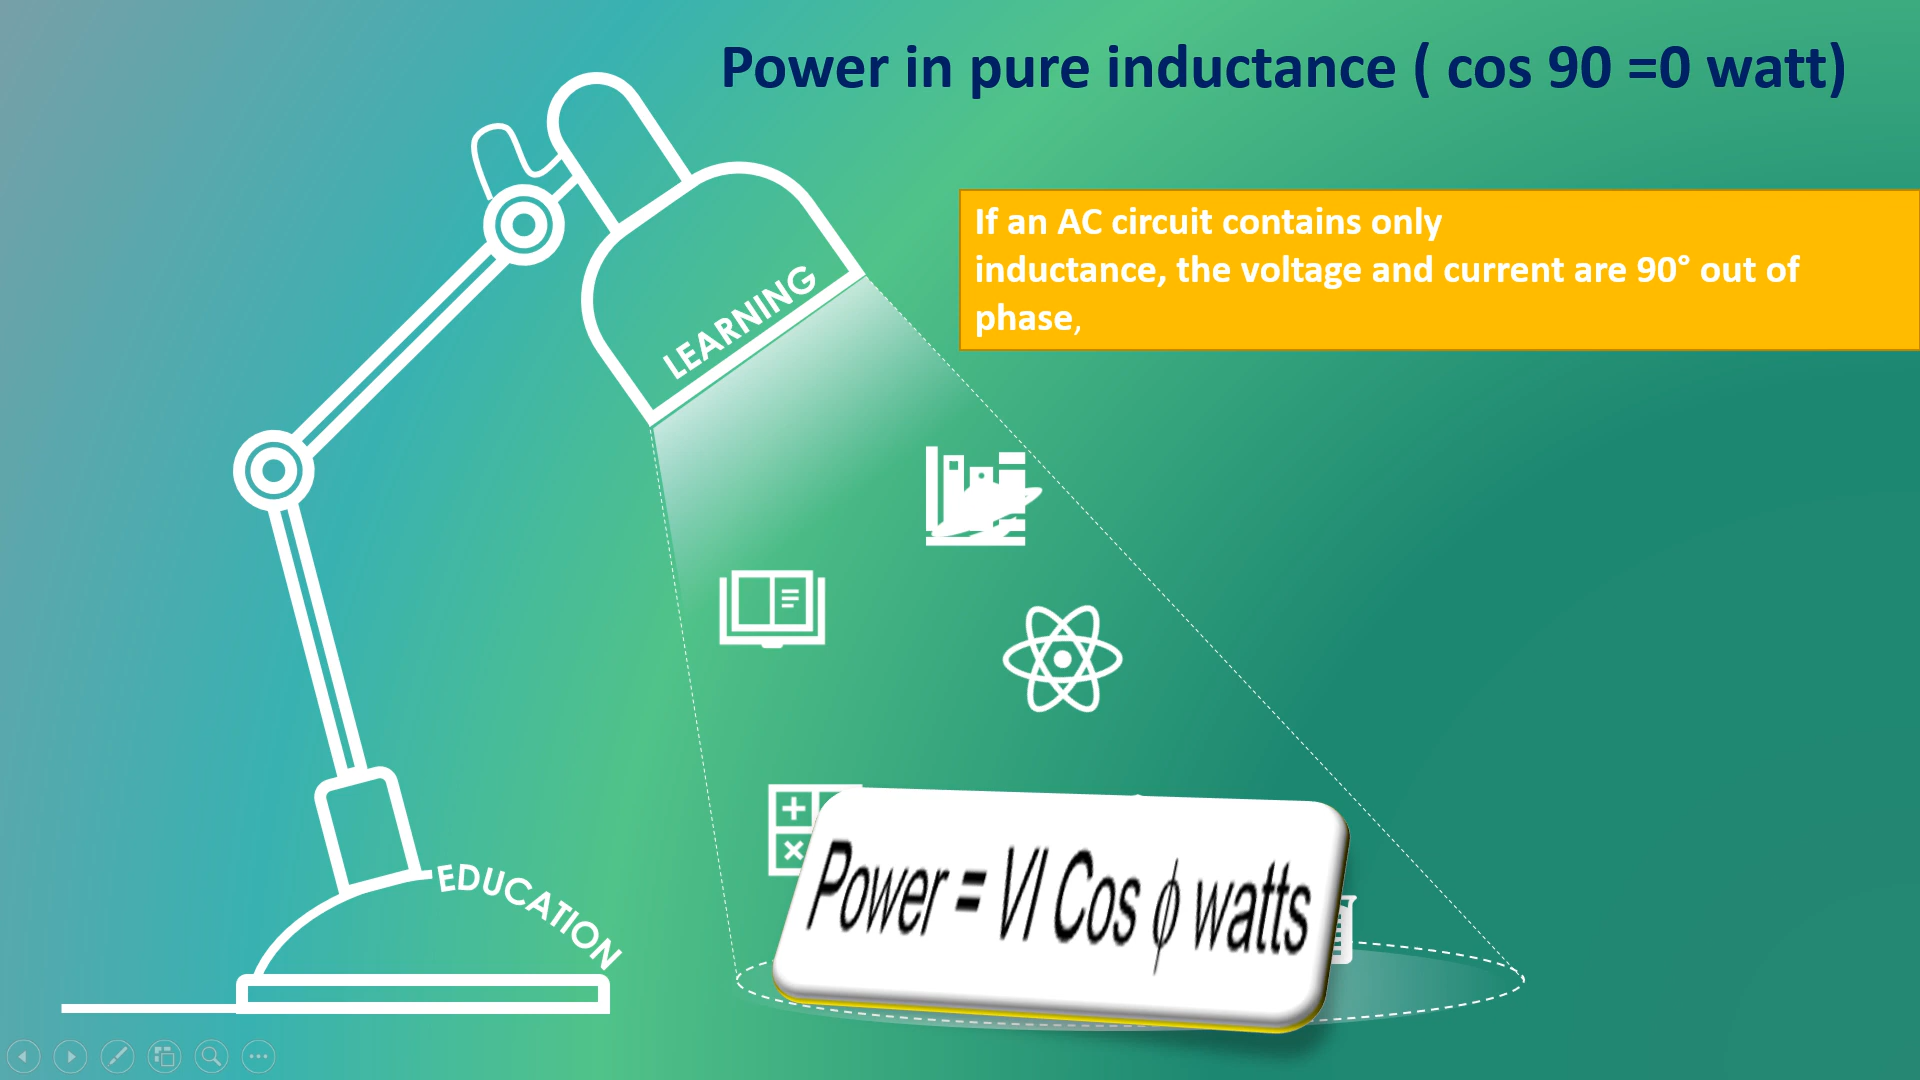 Power in pure inductance ( cos 90 =0 watt)
If an AC circuit contains only
inductance, the voltage and current are 90° out of
phase,
LEARNING
EDUCATION
Power = VI Cos ϕ watts